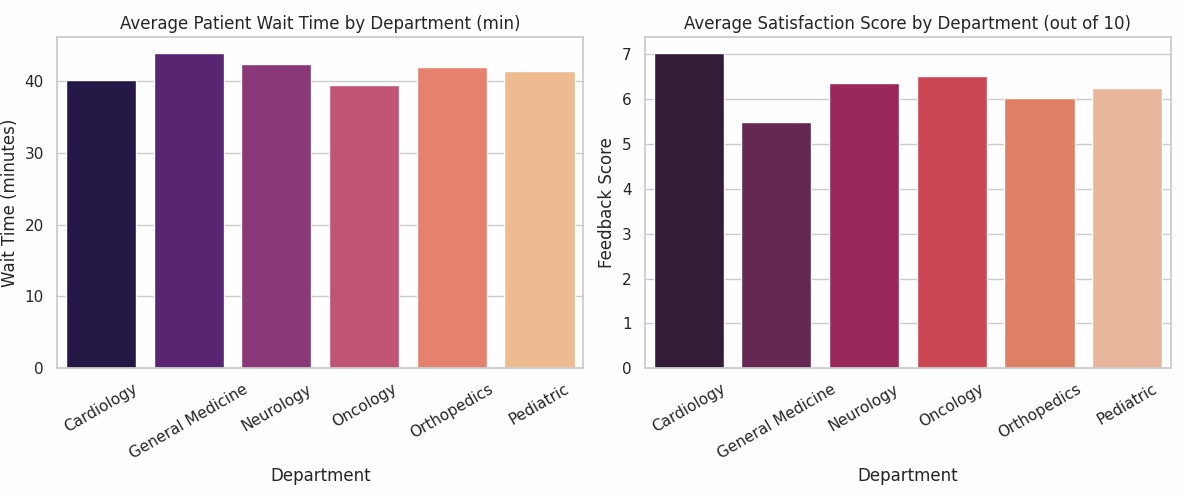 Average Patient Wait Time by Department (min)
Wait Time (minutes)
40
30
20
10
0
Cardiology
General Medicine
Neurology
Oncology
Orthopedics
Pediatric
Department
Average Satisfaction Score by Department (out of 10)
Feedback Score
7
6
5
4
3
2
1
0
Cardiology
General Medicine
Neurology
Oncology
Orthopedics
Pediatric
Department